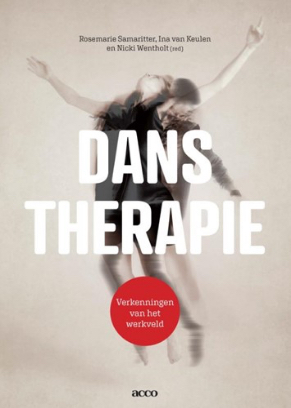 Rosemarie Samaritter, Ina van Keulen
en Nicki Wentholt (red)
DANS
THERAPIE
Verkenningen
van het
werkveld
acco